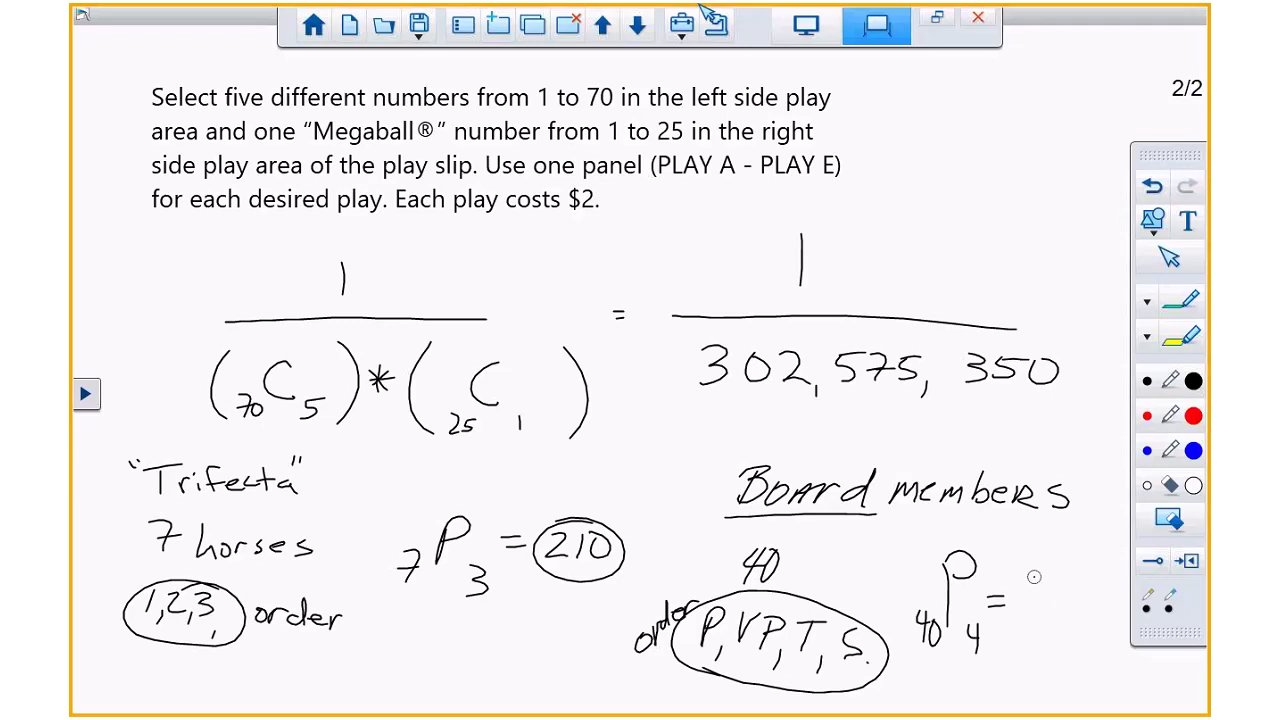 2/2
Select five different numbers from 1 to 70 in the left side play
area and one “Megaball®” number from 1 to 25 in the right
side play area of the play slip. Use one panel (PLAY A - PLAY E)
for each desired play. Each play costs $2.
1
(70C5)*(25C1)
=
1
302,575,350
"Trifecta"
7 horses
1,2,3, order
7P3 = 210
Board members
40
order P, VP, T, S.
40P4 =
T